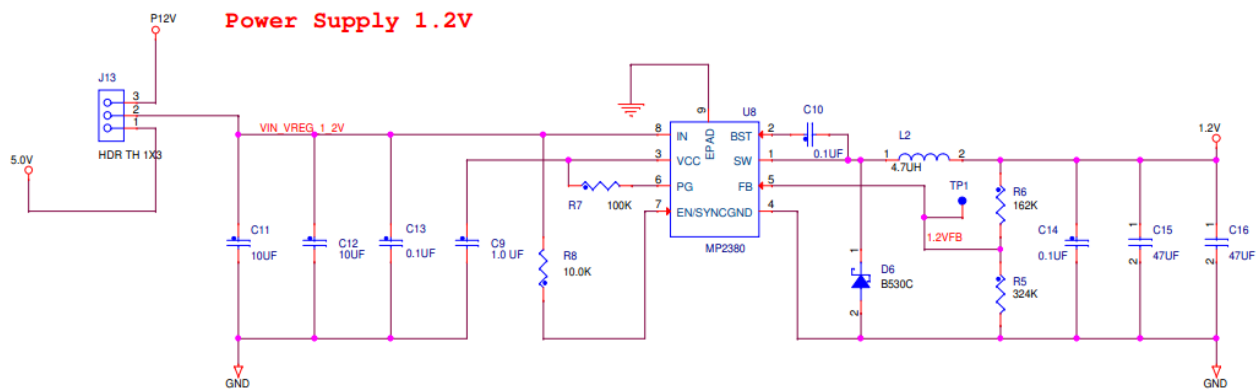 Power Supply 1.2V
P12V
J13
3
2
1
HDR TH 1X3
5.0V
VIN_VREG_1_2V
C11
10UF
C12
10UF
C13
0.1UF
C9
1.0 UF
R7
100K
R8
10.0K
9
U8
8
IN
EPAD
BST
2
3
VCC
SW
1
6
PG
FB
5
7
EN/SYNC
GND
4
MP2380
C10
0.1UF
L2
1
2
4.7UH
TP1
1.2VFB
1
D6
B530C
2
R6
162K
R5
324K
C14
0.1UF
1
C15
47UF
2
1.2V
1
C16
47UF
2
GND
GND